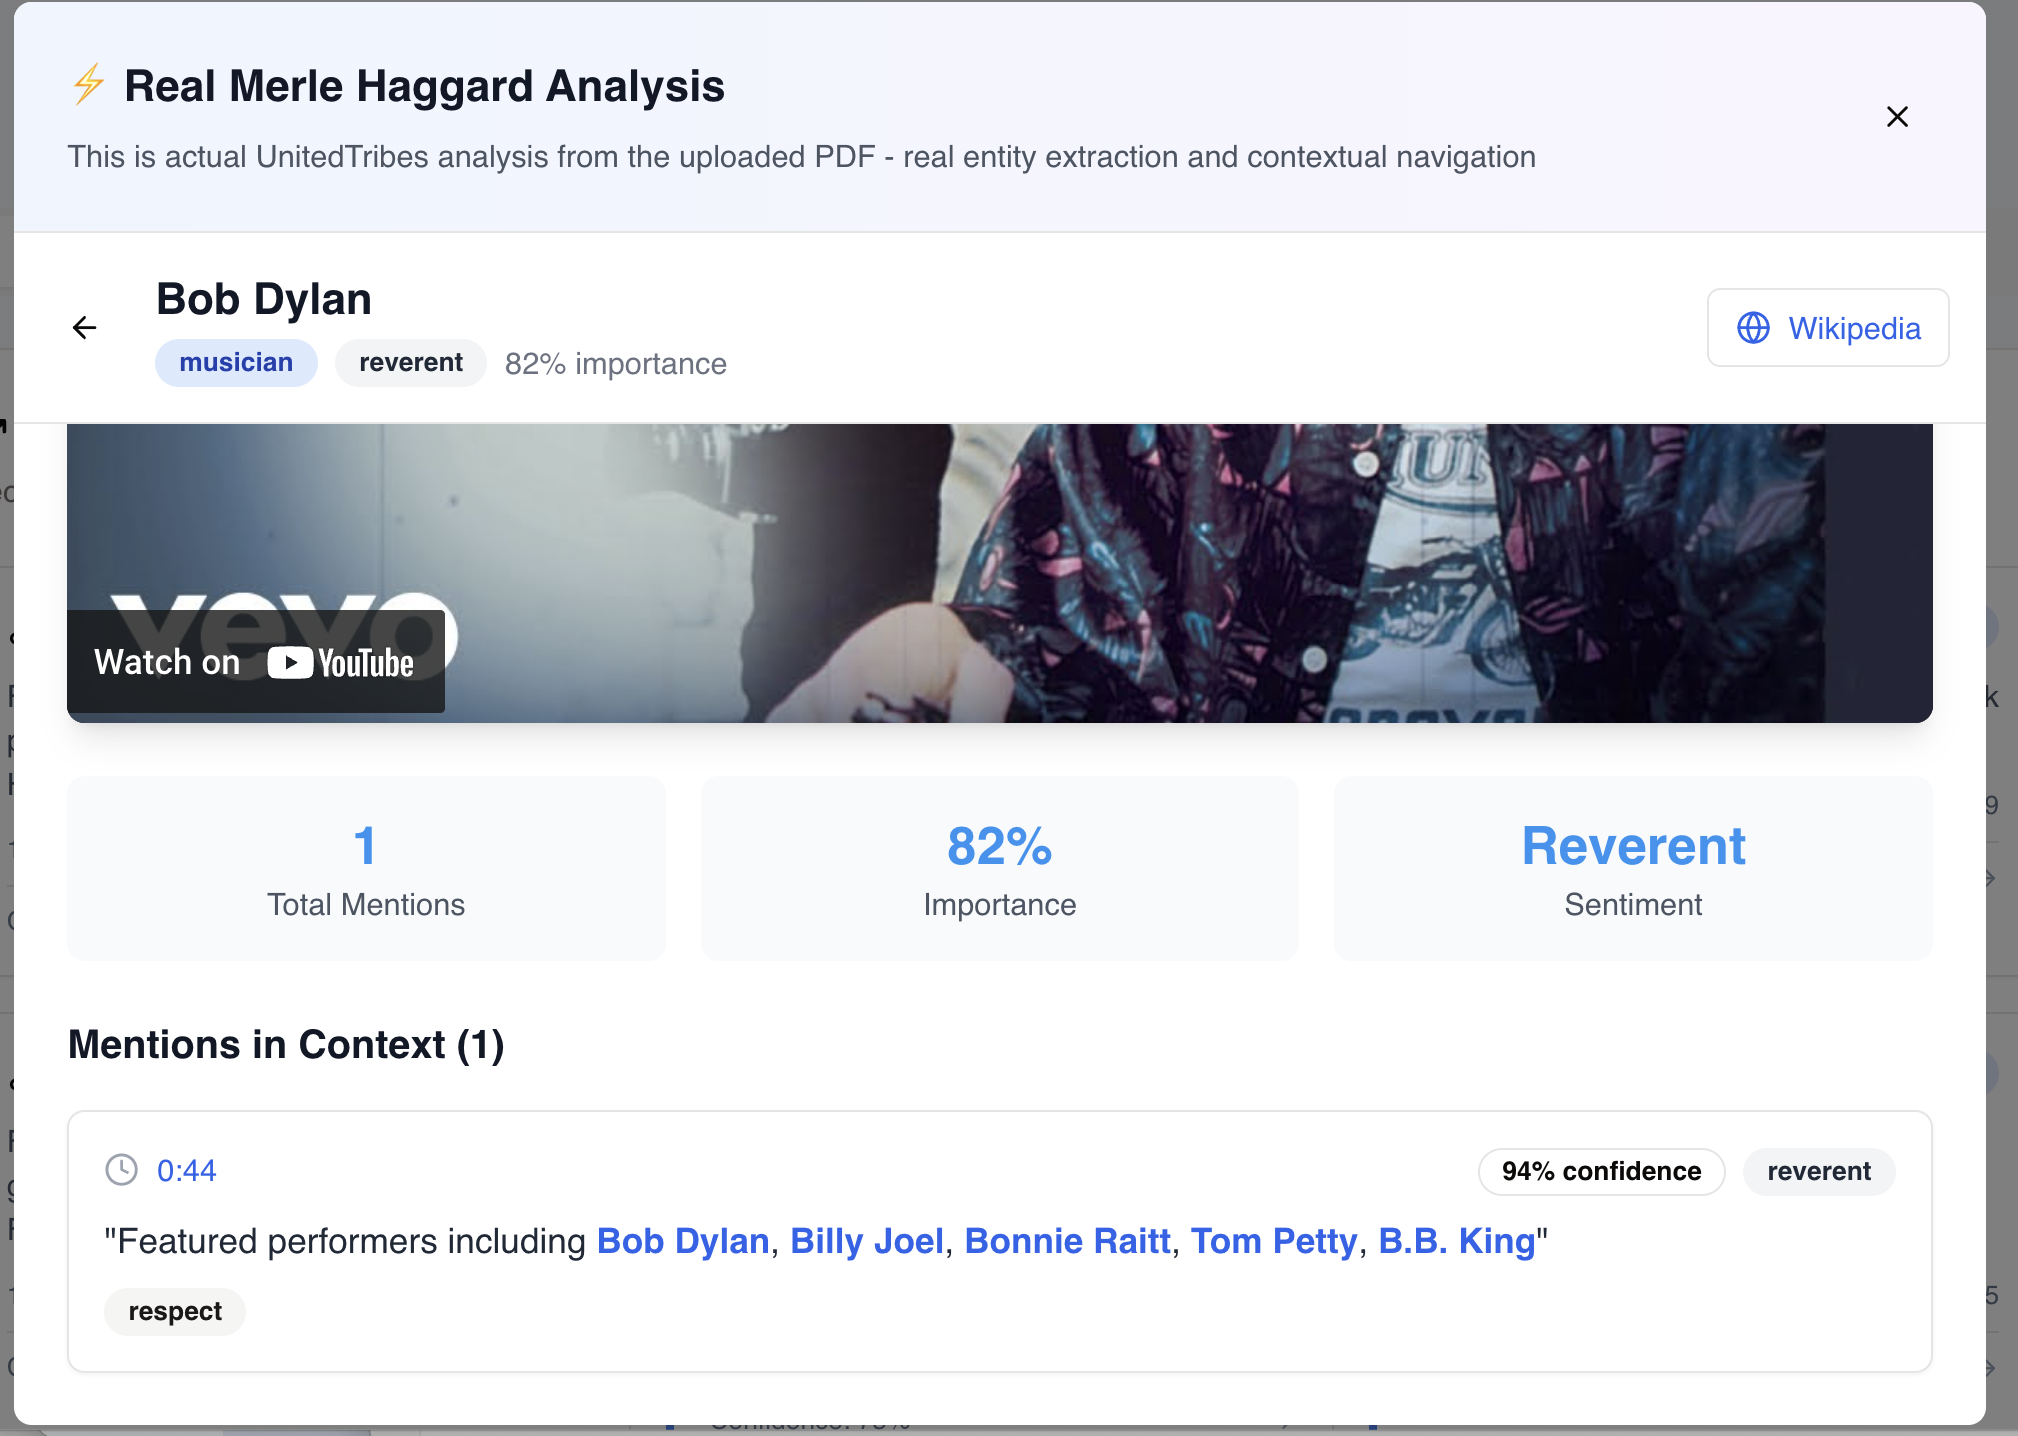 ⚡ Real Merle Haggard Analysis
This is actual UnitedTribes analysis from the uploaded PDF - real entity extraction and contextual navigation
Bob Dylan
musician
reverent
82% importance
Wikipedia
vevo
Watch on YouTube
1
Total Mentions
82%
Importance
Reverent
Sentiment
Mentions in Context (1)
0:44
94% confidence
reverent
"Featured performers including Bob Dylan, Billy Joel, Bonnie Raitt, Tom Petty, B.B. King"
respect